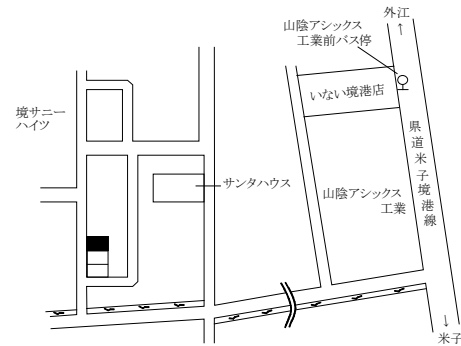 外江
↑
山陰アシックス
工業前バス停
いない境港店
境サニー
ハイツ
県道米子境港線
サンタハウス
山陰アシックス
工業
↓
米子